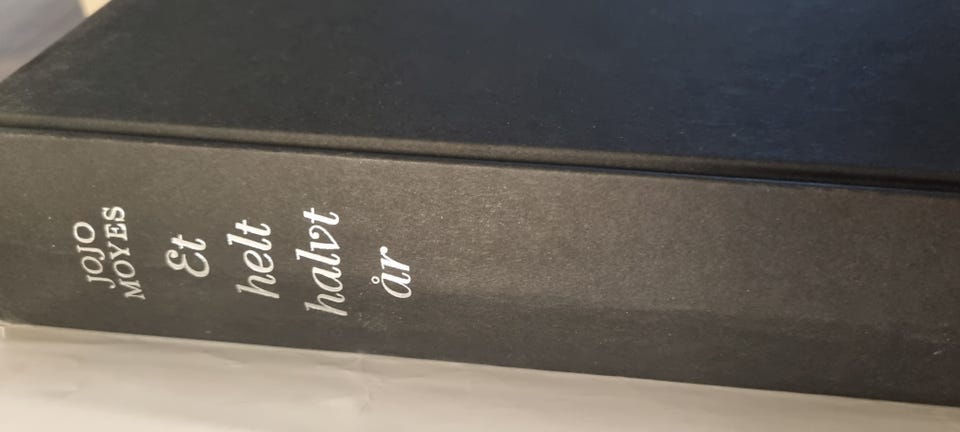 JOJO
MOYES
Et
helt
halvt
år